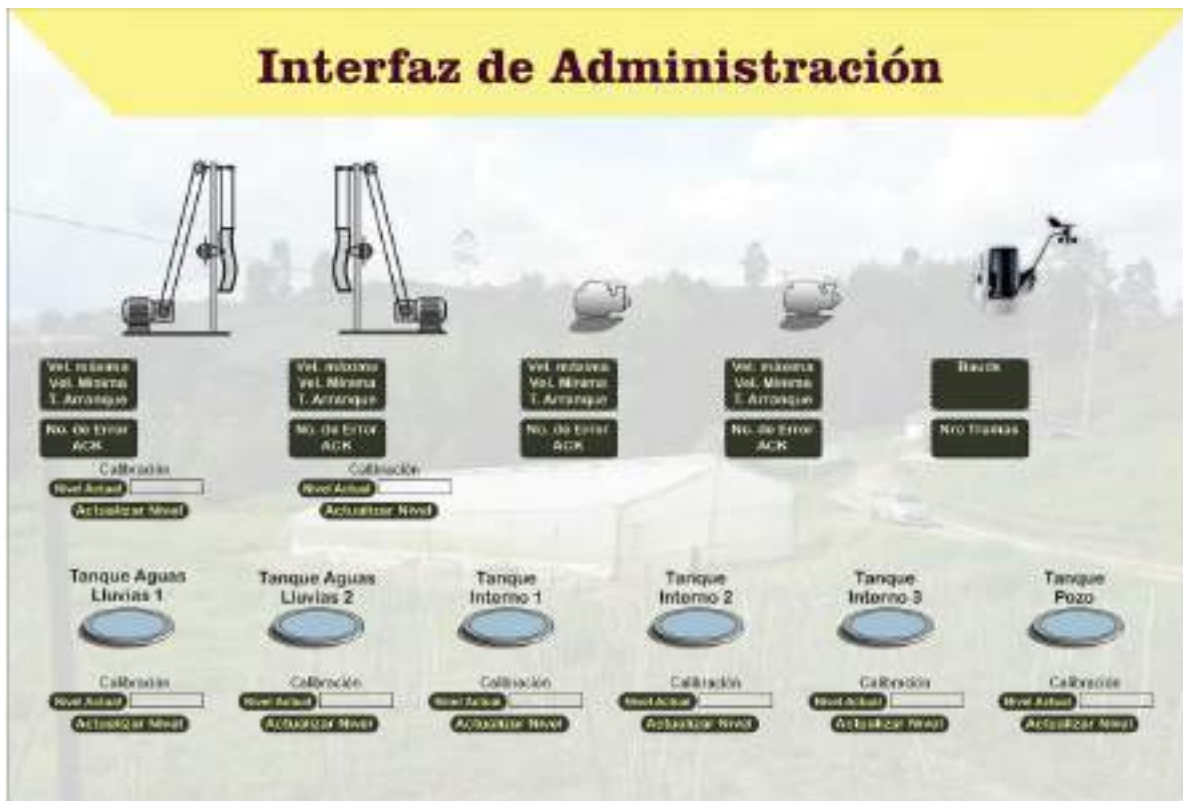 Interfaz de Administración
Vel. máxima
Vel. Mínima
T. Arranque
No. de Error
ACK
Calibración
Nivel Actual
Actualizar Nivel
Vel. máxima
Vel. Mínima
T. Arranque
No. de Error
ACK
Calibración
Nivel Actual
Actualizar Nivel
Vel. máxima
Vel. Mínima
T. Arranque
No. de Error
ACK
Vel. máxima
Vel. Mínima
T. Arranque
No. de Error
ACK
Bauds
Nro Tramas
Tanque Aguas
Lluvias 1
Calibración
Nivel Actual
Actualizar Nivel
Tanque Aguas
Lluvias 2
Calibración
Nivel Actual
Actualizar Nivel
Tanque
Interno 1
Calibración
Nivel Actual
Actualizar Nivel
Tanque
Interno 2
Calibración
Nivel Actual
Actualizar Nivel
Tanque
Interno 3
Calibración
Nivel Actual
Actualizar Nivel
Tanque
Pozo
Calibración
Nivel Actual
Actualizar Nivel